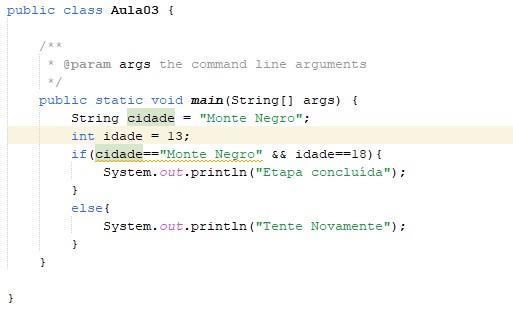 public class Aula03 {
/**
* @param args the command line arguments
*/
public static void main(String[] args) {
String cidade = "Monte Negro";
int idade = 13;
if(cidade=="Monte Negro" && idade==18){
System.out.println("Etapa concluída");
}
else{
System.out.println("Tente Novamente");
}
}
}